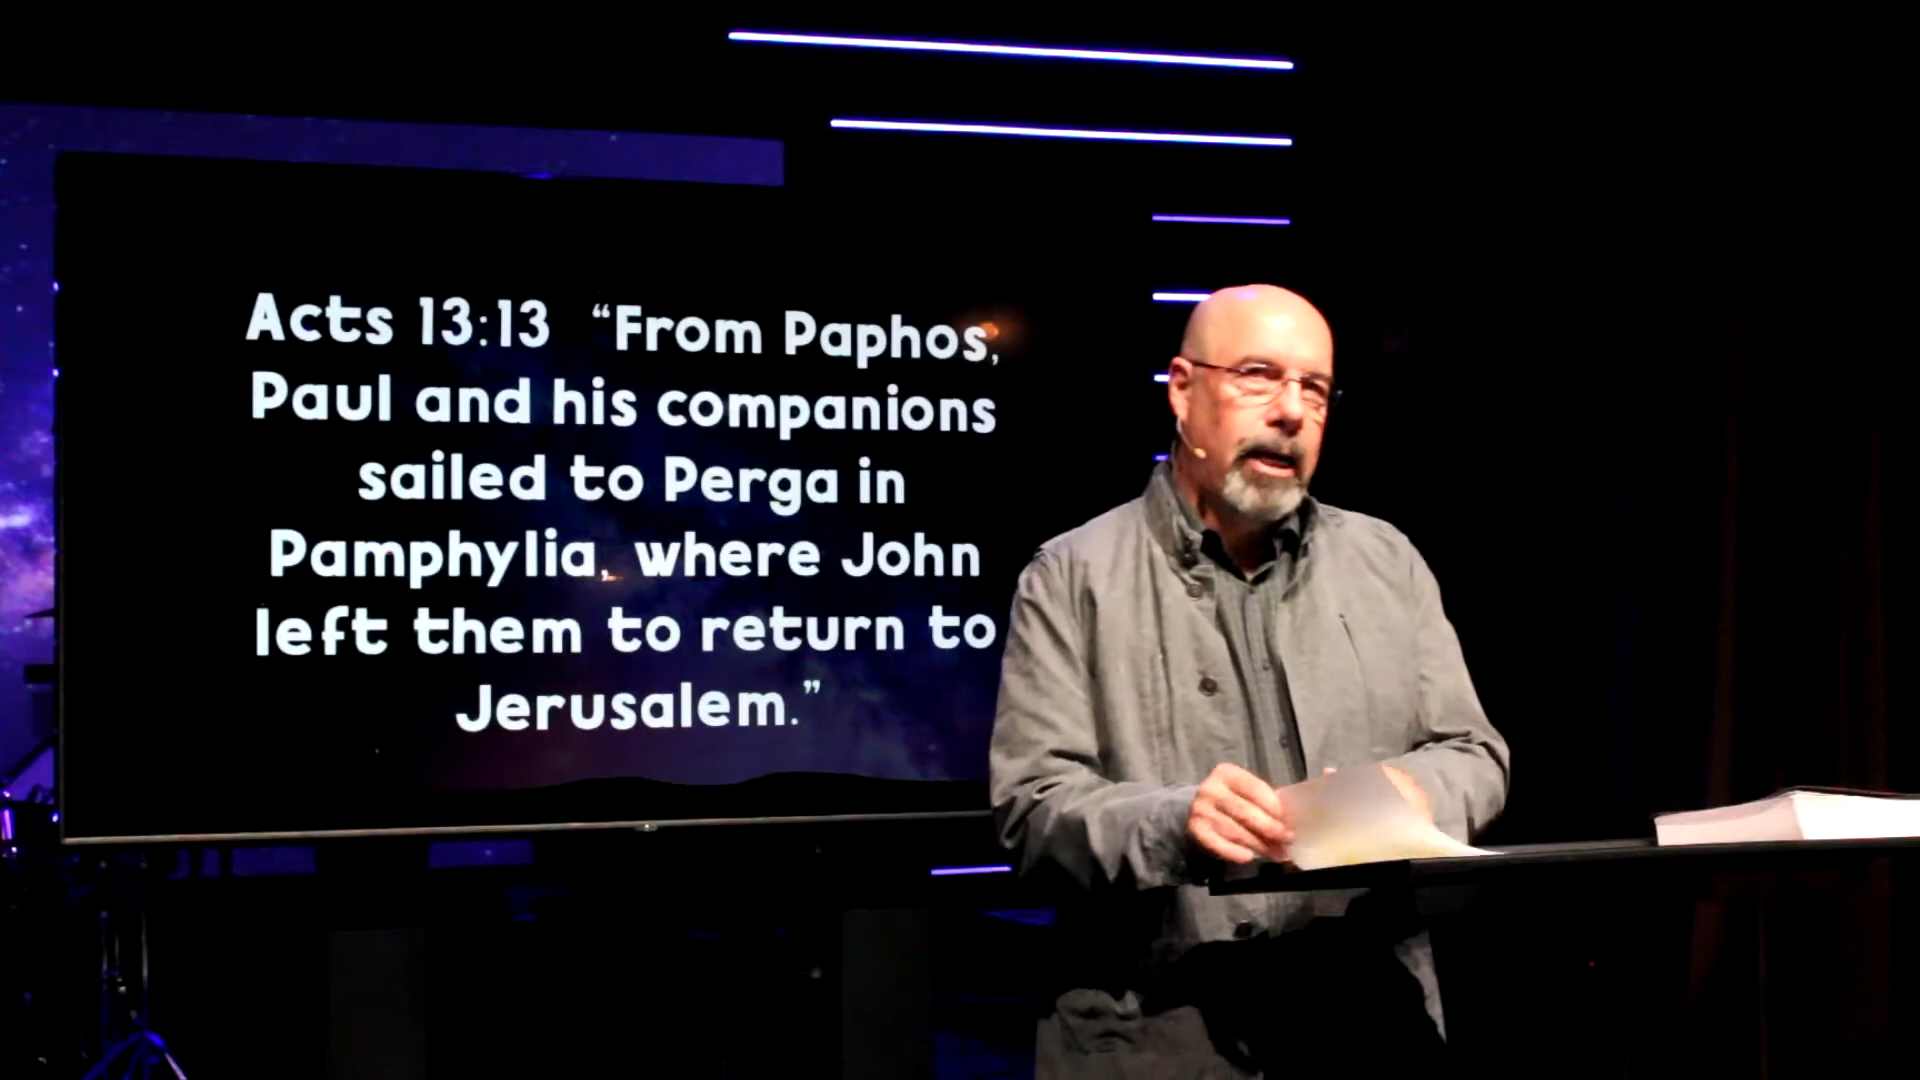 Acts 13:13 “From Paphos,
Paul and his companions
sailed to Perga in
Pamphylia, where John
left them to return to
Jerusalem.”